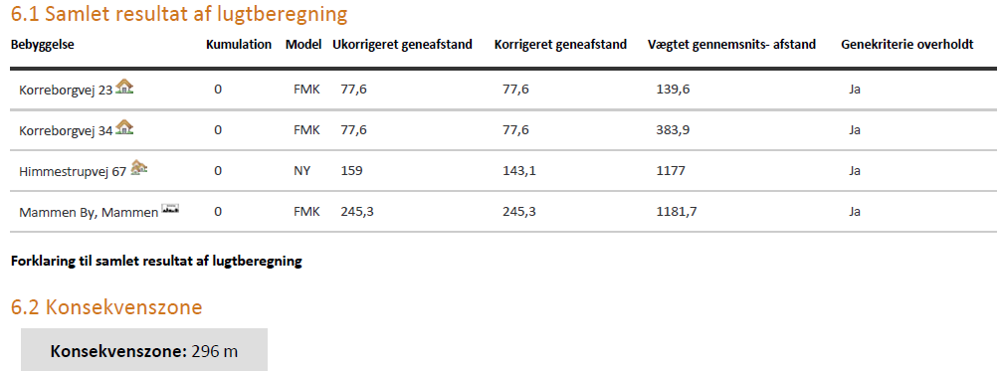 6.1 Samlet resultat af lugtberegning
Bebyggelse Kumulation Model Ukorrigeret geneafstand Korrigeret geneafstand Vægtet gennemsnits- afstand Genekriterie overholdt
Korreborgvej 23 0 FMK 77,6 77,6 139,6 Ja
Korreborgvej 34 0 FMK 77,6 77,6 383,9 Ja
Himmestrupvej 67 0 NY 159 143,1 1177 Ja
Mammen By, Mammen 0 FMK 245,3 245,3 1181,7 Ja
Forklaring til samlet resultat af lugtberegning
6.2 Konsekvenszone
Konsekvenszone: 296 m